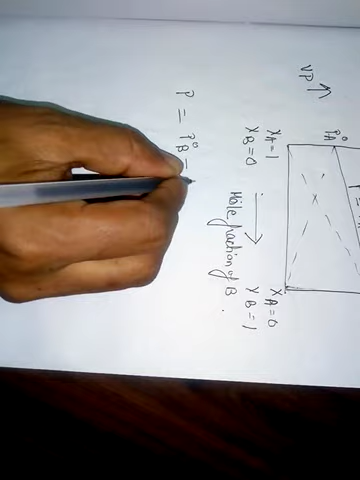 VP↑
P°A
XA=1 XA=0
XB=0 XB=1
Mole fraction of B.
P = P°B =